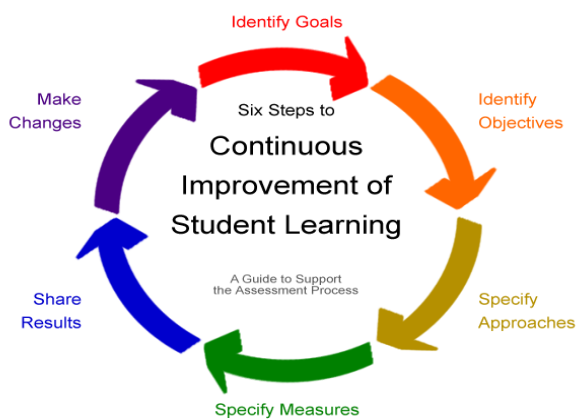 Identify Goals
Identify
Objectives
Specify
Approaches
Specify Measures
Share
Results
Make
Changes
Six Steps to
Continuous
Improvement of
Student Learning
A Guide to Support
the Assessment Process